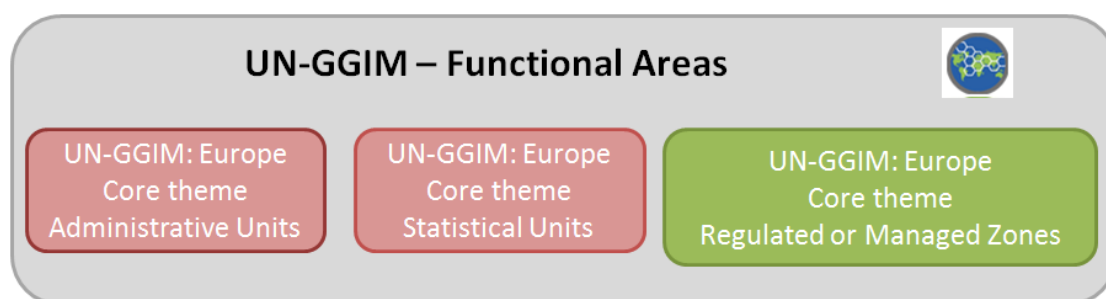 UN-GGIM – Functional Areas
UN-GGIM: Europe
Core theme
Administrative Units
UN-GGIM: Europe
Core theme
Statistical Units
UN-GGIM: Europe
Core theme
Regulated or Managed Zones